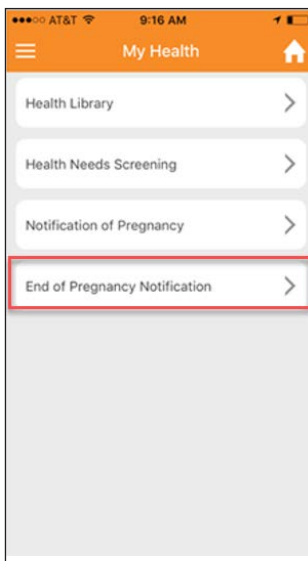 AT&T 9:16 AM
My Health
Health Library
Health Needs Screening
Notification of Pregnancy
End of Pregnancy Notification